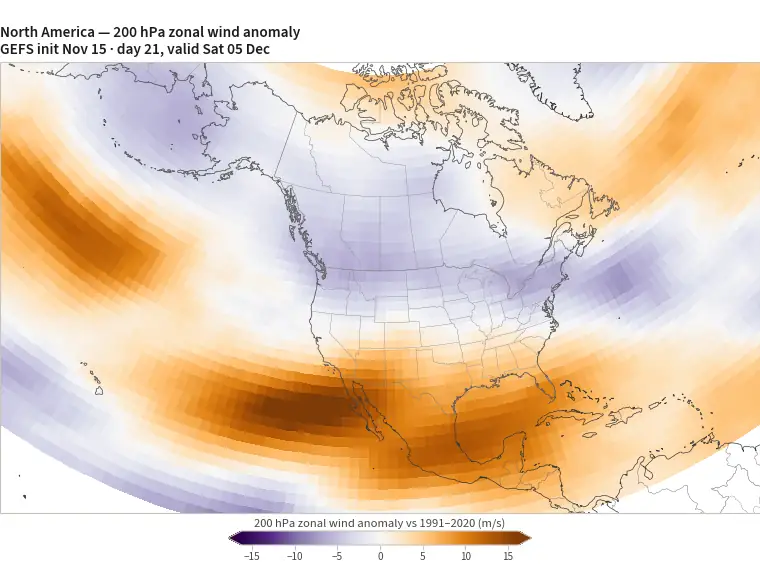 North America — 200 hPa zonal wind anomaly
GEFS init Nov 15 · day 21, valid Sat 05 Dec
200 hPa zonal wind anomaly vs 1991–2020 (m/s)
−15 −10 −5 0 5 10 15